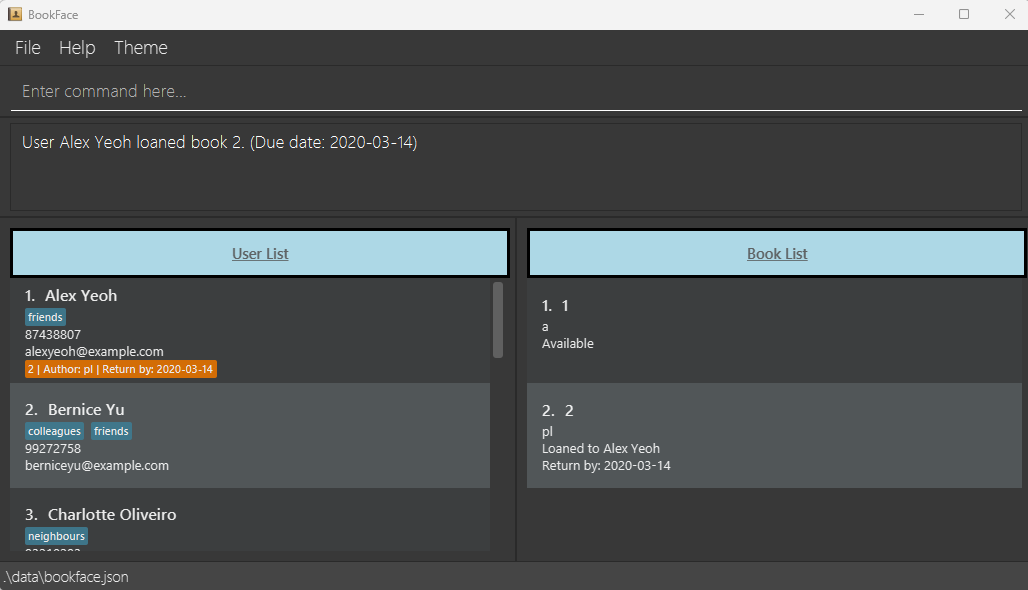 BookFace
File Help Theme
Enter command here...
User Alex Yeoh loaned book 2. (Due date: 2020-03-14)
User List
1. Alex Yeoh
friends
87438807
alexyeoh@example.com
2 | Author: pl | Return by: 2020-03-14
2. Bernice Yu
colleagues friends
99272758
berniceyu@example.com
3. Charlotte Oliveiro
neighbours
Book List
1. 1
a
Available
2. 2
pl
Loaned to Alex Yeoh
Return by: 2020-03-14
.\data\bookface.json